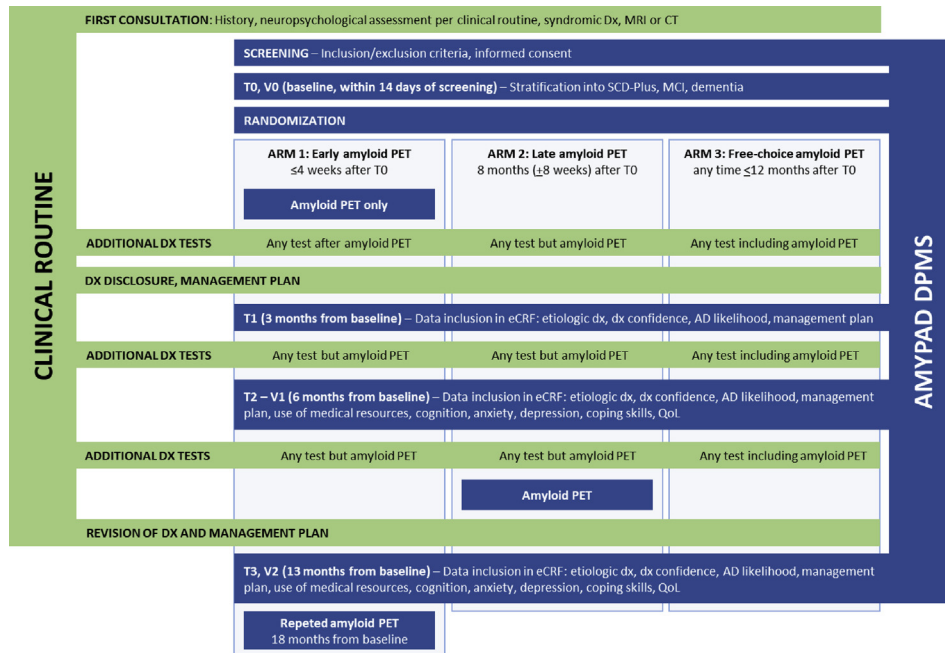 CLINICAL ROUTINE
FIRST CONSULTATION: History, neuropsychological assessment per clinical routine, syndromic Dx, MRI or CT
AMYPAD DPMS
SCREENING – Inclusion/exclusion criteria, informed consent
T0, V0 (baseline, within 14 days of screening) – Stratification into SCD-Plus, MCI, dementia
RANDOMIZATION
ARM 1: Early amyloid PET
≤4 weeks after T0
Amyloid PET only
ARM 2: Late amyloid PET
8 months (±8 weeks) after T0
ARM 3: Free-choice amyloid PET
any time ≤12 months after T0
ADDITIONAL DX TESTS
Any test after amyloid PET
Any test but amyloid PET
Any test including amyloid PET
DX DISCLOSURE, MANAGEMENT PLAN
T1 (3 months from baseline) – Data inclusion in eCRF: etiologic dx, dx confidence, AD likelihood, management plan
ADDITIONAL DX TESTS
Any test but amyloid PET
Any test but amyloid PET
Any test including amyloid PET
T2 – V1 (6 months from baseline) – Data inclusion in eCRF: etiologic dx, dx confidence, AD likelihood, management
plan, use of medical resources, cognition, anxiety, depression, coping skills, QoL
ADDITIONAL DX TESTS
Any test but amyloid PET
Any test but amyloid PET
Any test including amyloid PET
Amyloid PET
REVISION OF DX AND MANAGEMENT PLAN
T3, V2 (13 months from baseline) – Data inclusion in eCRF: etiologic dx, dx confidence, AD likelihood, management
plan, use of medical resources, cognition, anxiety, depression, coping skills, QoL
Repeted amyloid PET
18 months from baseline